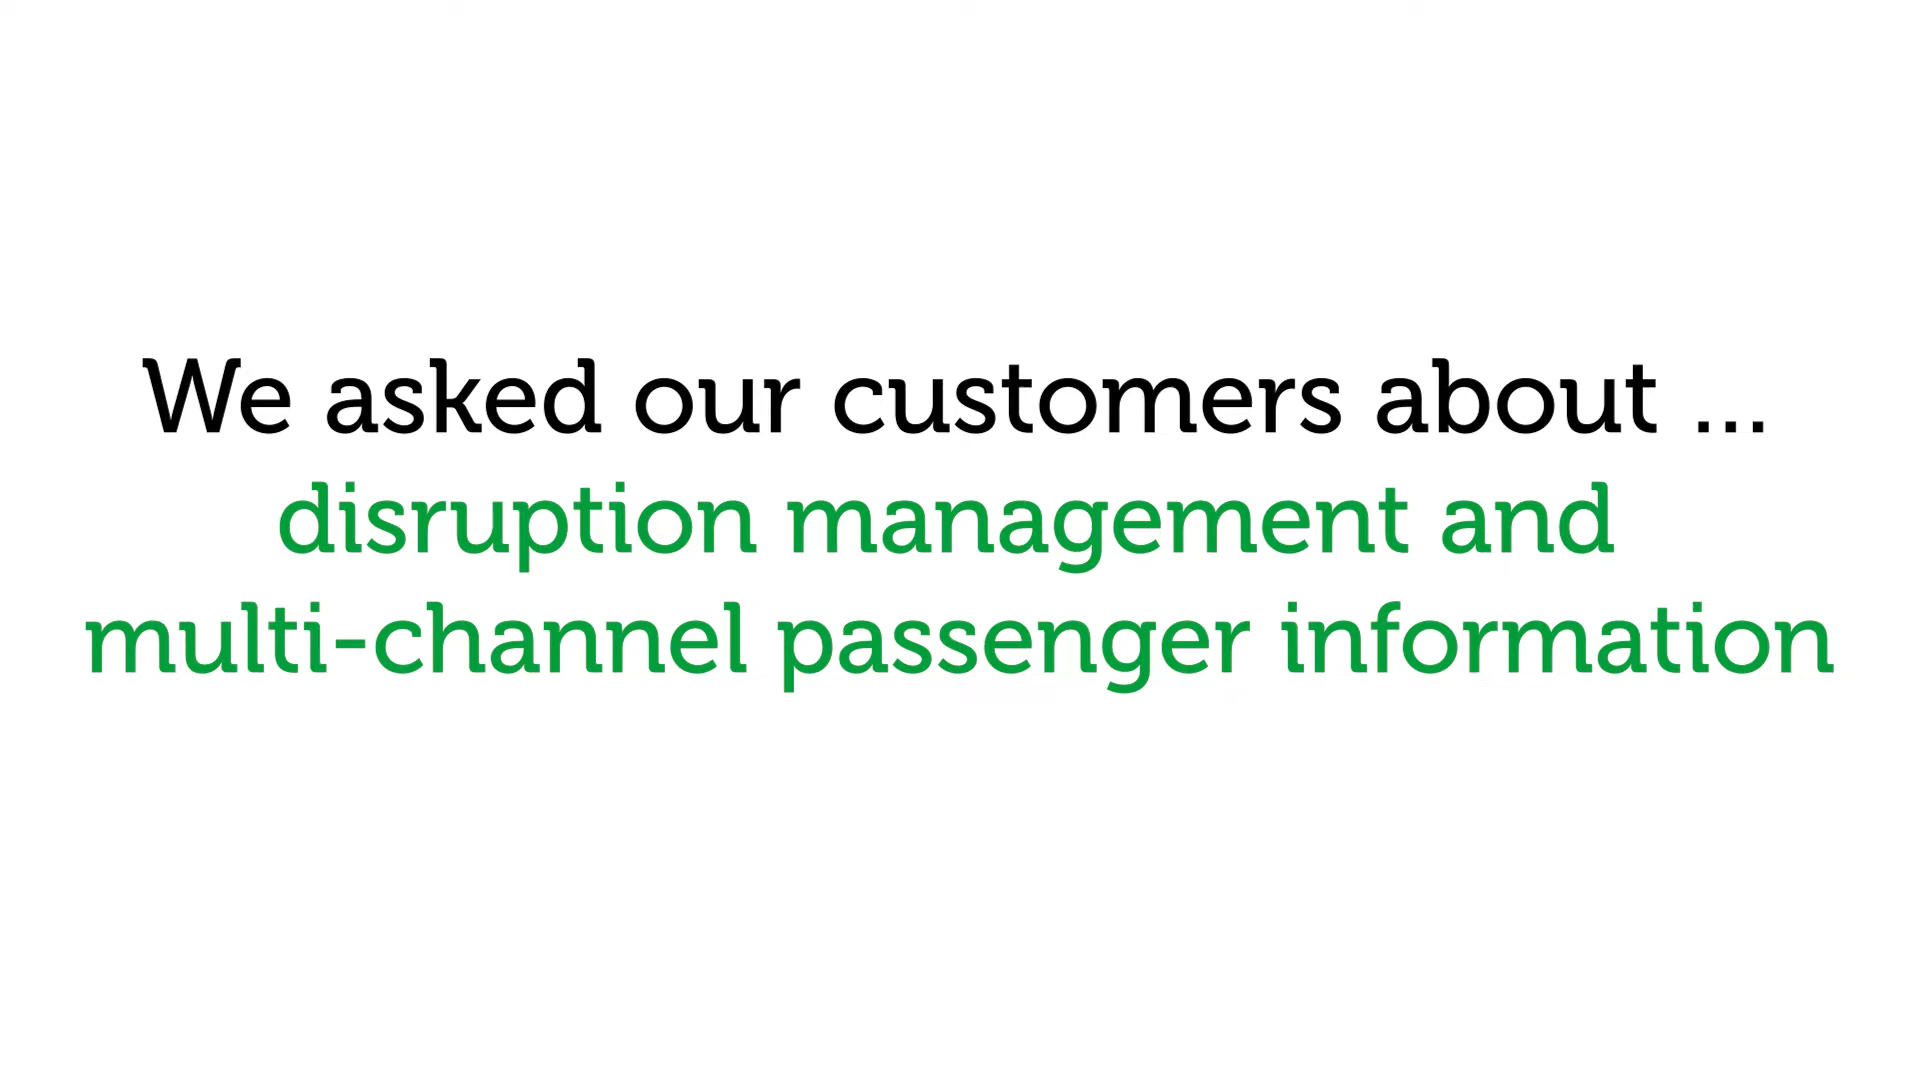 We asked our customers about ...
disruption management and
multi-channel passenger information